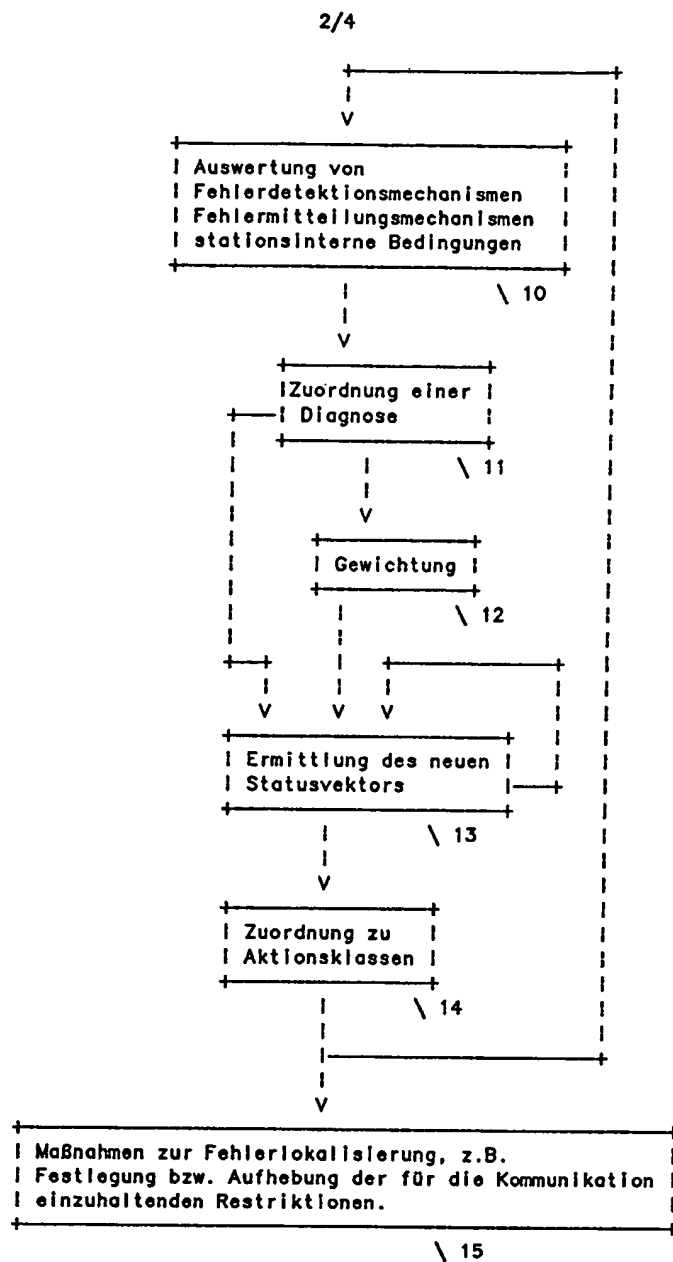 2/4
Auswertung von
Fehlerdetektionsmechanismen
Fehlermitteilungsmechanismen
stationsinterne Bedingungen
10
Zuordnung einer
Diagnose
11
Gewichtung
12
Ermittlung des neuen
Statusvektors
13
Zuordnung zu
Aktionsklassen
14
Maßnahmen zur Fehlerlokalisierung, z.B.
Festlegung bzw. Aufhebung der für die Kommunikation
einzuhaltenden Restriktionen.
15